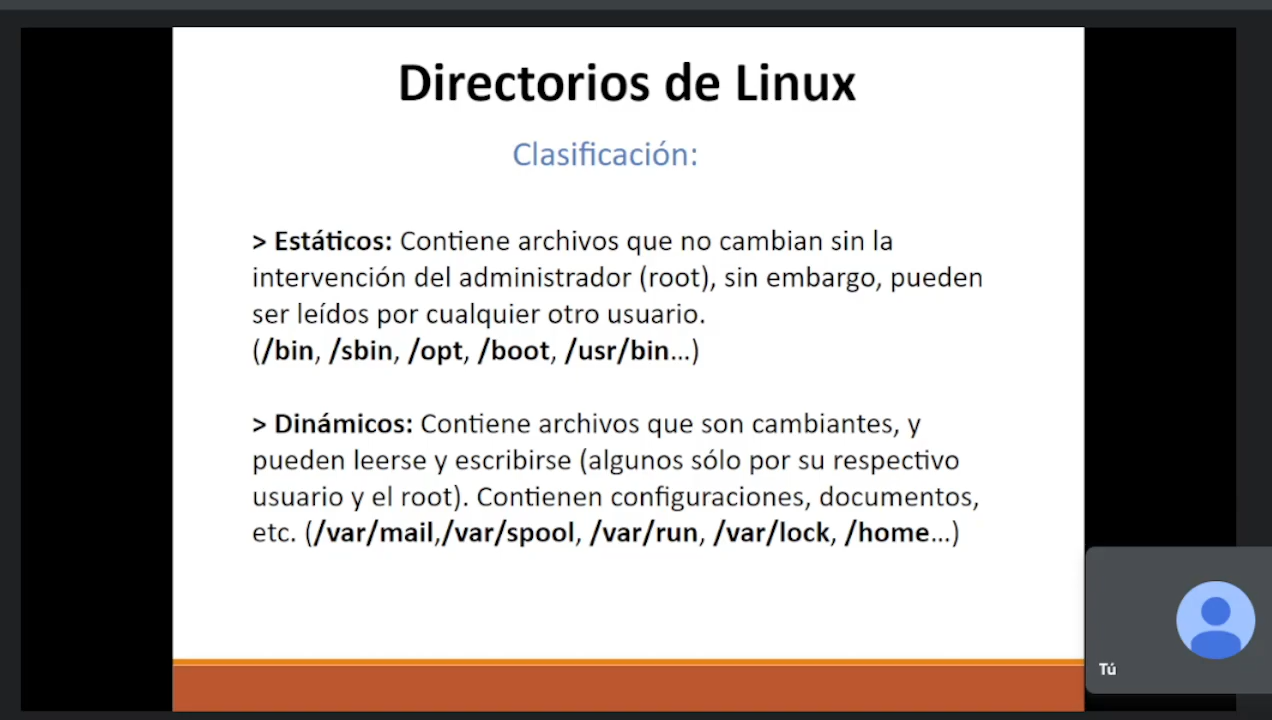 Directorios de Linux
Clasificación:
> Estáticos: Contiene archivos que no cambian sin la
intervención del administrador (root), sin embargo, pueden
ser leídos por cualquier otro usuario.
(/bin, /sbin, /opt, /boot, /usr/bin...)
> Dinámicos: Contiene archivos que son cambiantes, y
pueden leerse y escribirse (algunos sólo por su respectivo
usuario y el root). Contienen configuraciones, documentos,
etc. (/var/mail,/var/spool, /var/run, /var/lock, /home...)
Tú